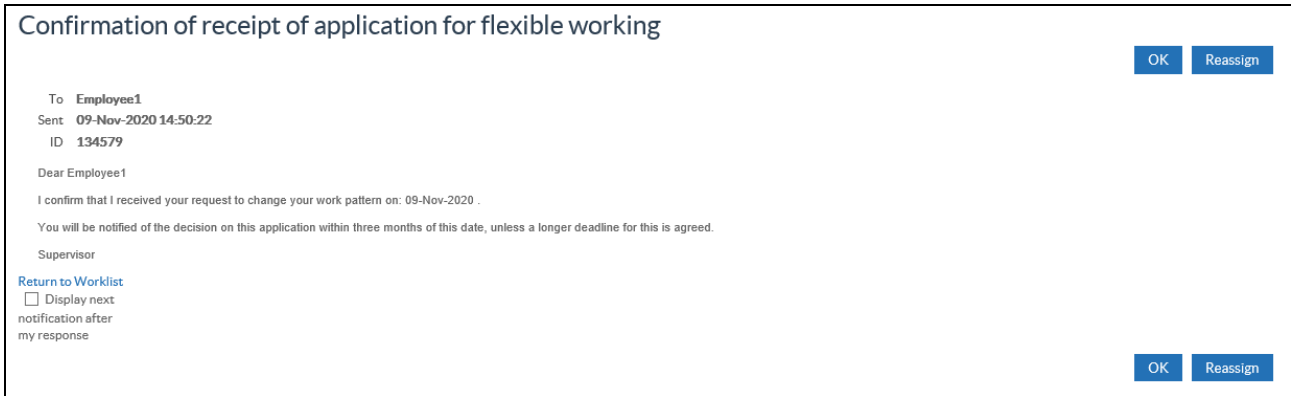 Confirmation of receipt of application for flexible working
OK Reassign
To Employee1
Sent 09-Nov-2020 14:50:22
ID 134579
Dear Employee1
I confirm that I received your request to change your work pattern on: 09-Nov-2020 .
You will be notified of the decision on this application within three months of this date, unless a longer deadline for this is agreed.
Supervisor
Return to Worklist
Display next
notification after
my response
OK Reassign